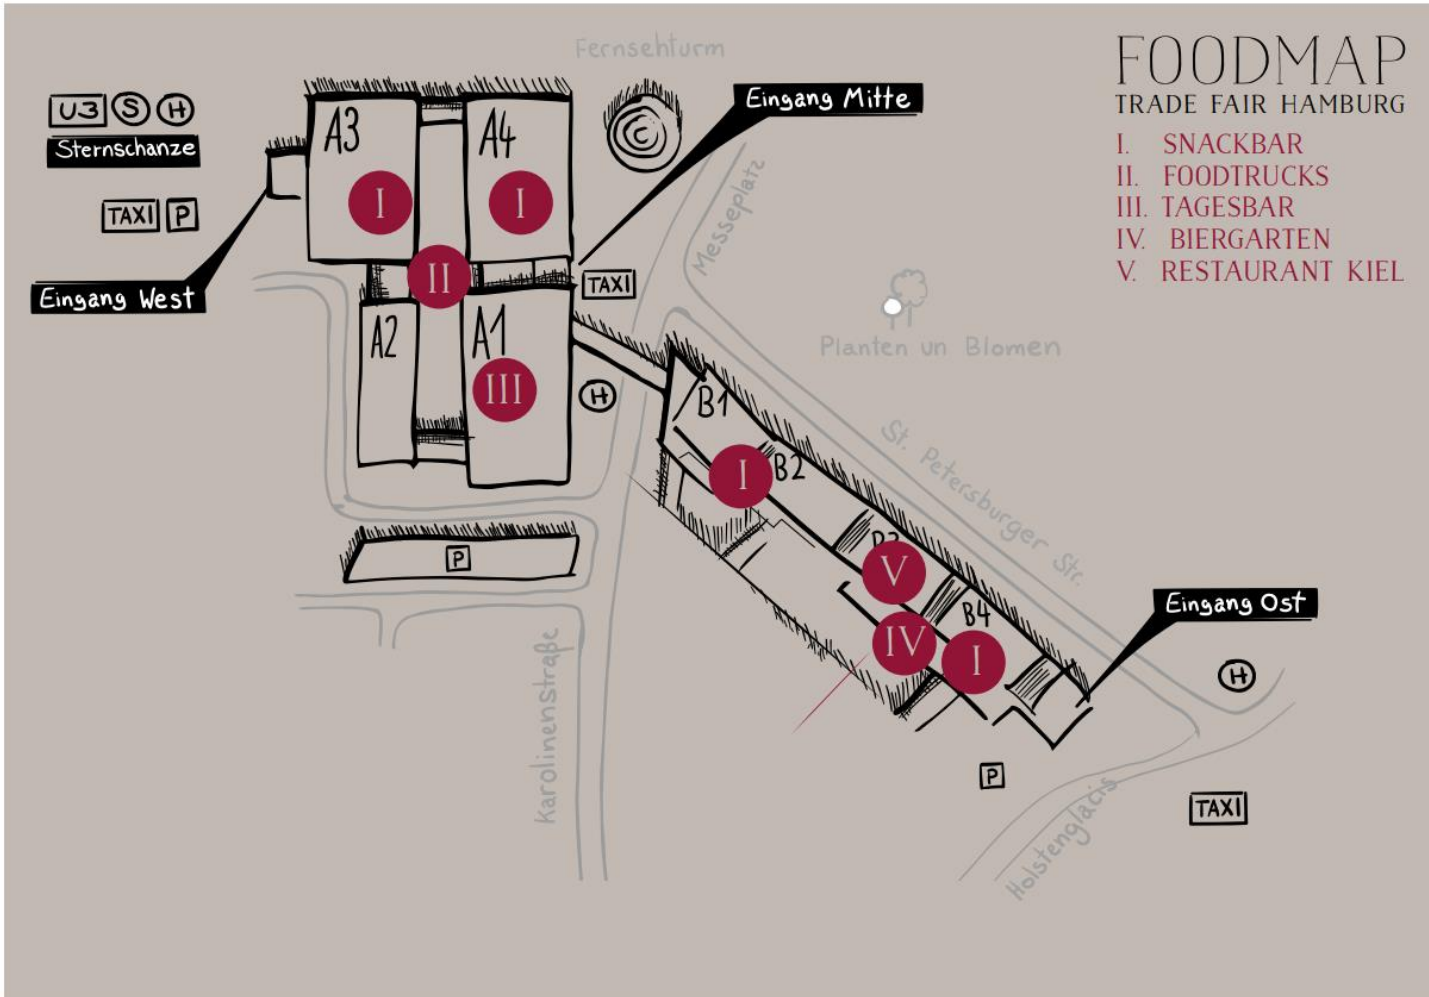 Fernsehturm
FOODMAP
TRADE FAIR HAMBURG
I. SNACKBAR
II. FOODTRUCKS
III. TAGESBAR
IV. BIERGARTEN
V. RESTAURANT KIEL
U3 S H
Sternschanze
TAXI P
Eingang West
A3
A4
I
I
II
C
Eingang Mitte
Messeplatz
TAXI
A2
A1
III
H
Planten un Blomen
B1
B2
I
St. Petersburger Str.
V
B4
IV
I
Eingang Ost
H
P
Karolinenstraße
P
Holstenglacis
TAXI